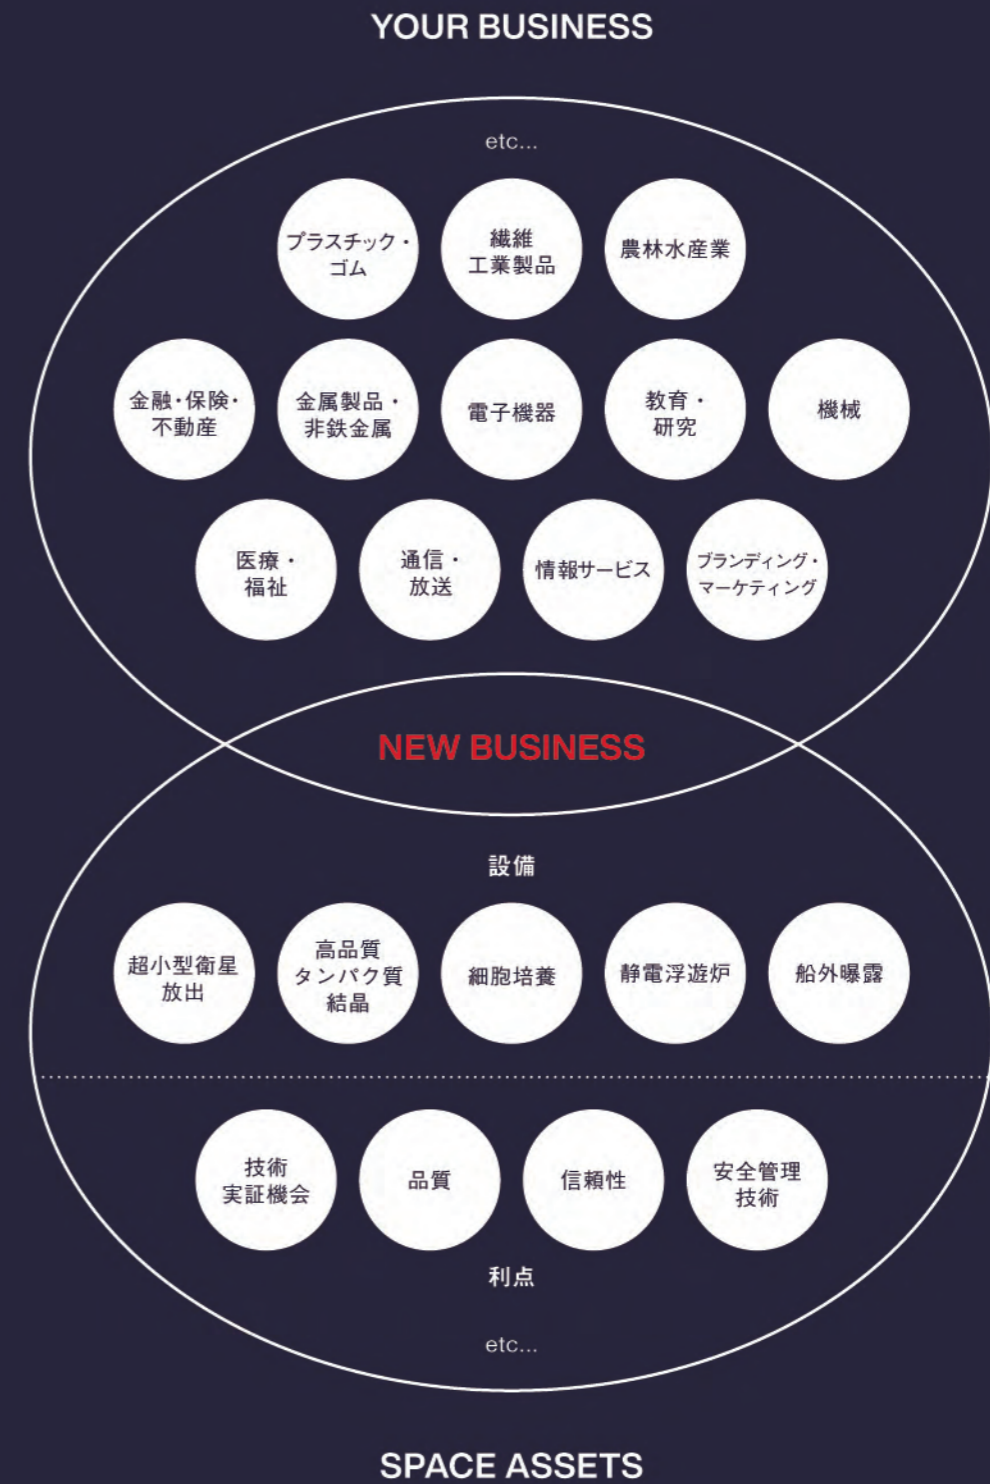 YOUR BUSINESS
etc...
プラスチック・
ゴム
繊維
工業製品
農林水産業
金融・保険・
不動産
金属製品・
非鉄金属
電子機器
教育・
研究
機械
医療・
福祉
通信・
放送
情報サービス
ブランディング・
マーケティング
NEW BUSINESS
設備
超小型衛星
放出
高品質
タンパク質
結晶
細胞培養
静電浮遊炉
船外曝露
技術
実証機会
品質
信頼性
安全管理
技術
利点
etc...
SPACE ASSETS